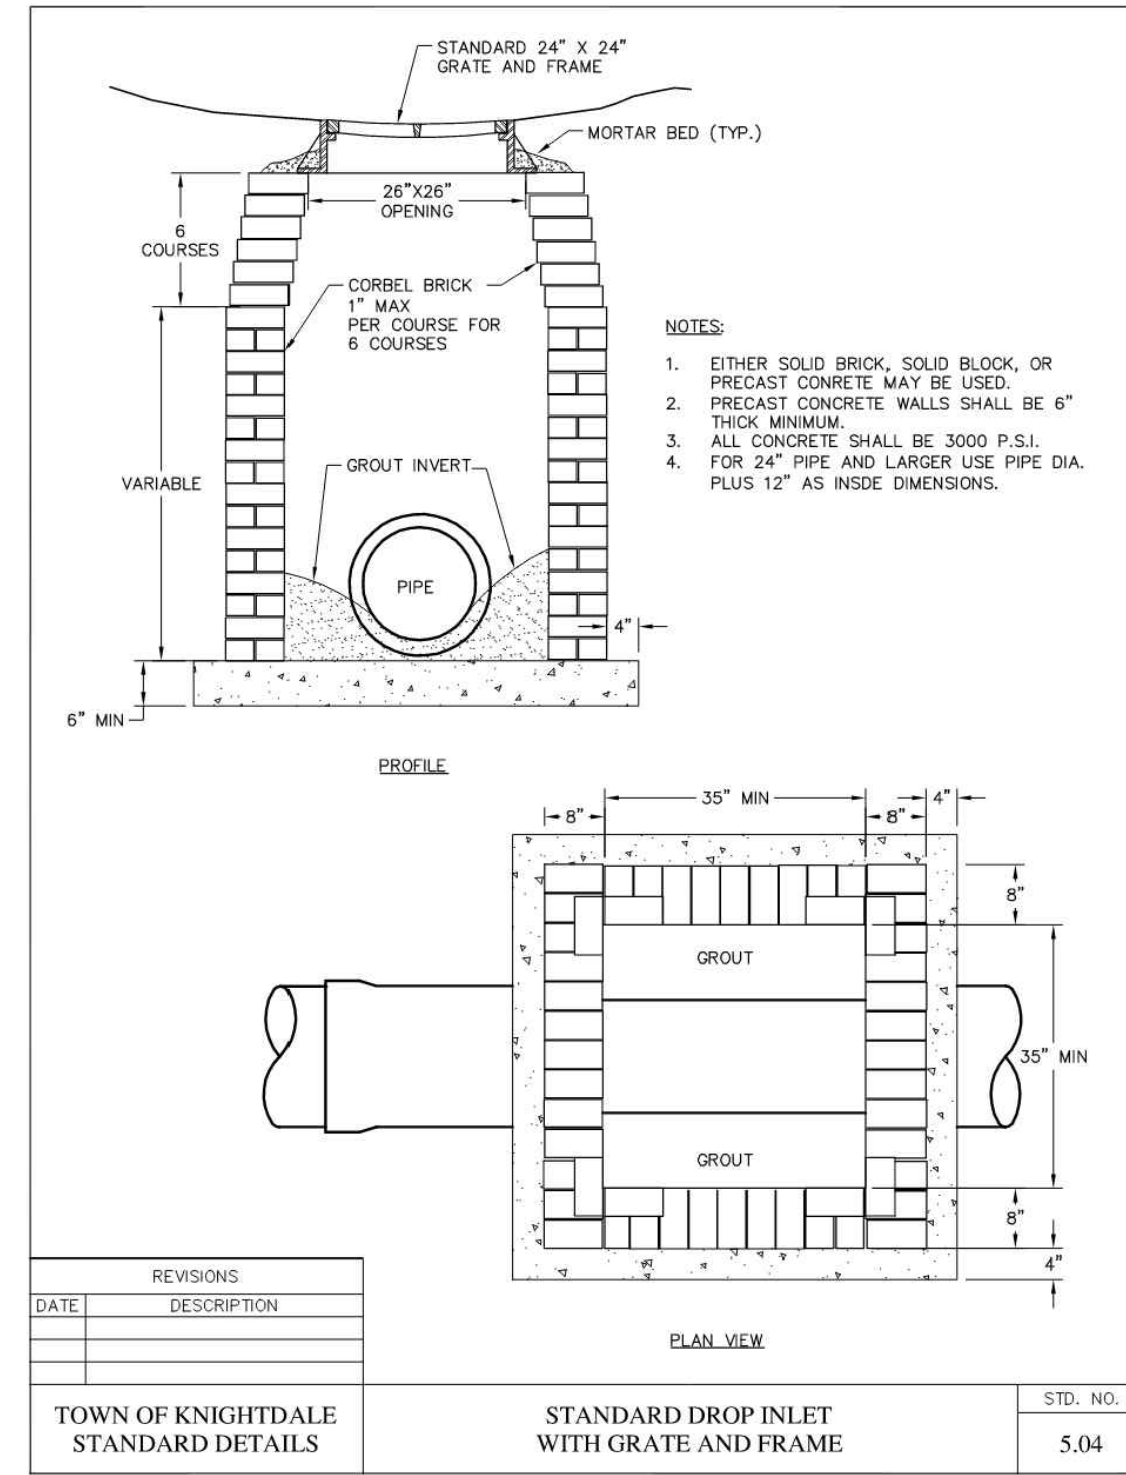 STANDARD 24” X 24”
GRATE AND FRAME
MORTAR BED (TYP.)
26”X26”
OPENING
6
COURSES
CORBEL BRICK
1” MAX
PER COURSE FOR
6 COURSES
NOTES:
1. EITHER SOLID BRICK, SOLID BLOCK, OR
PRECAST CONRETE MAY BE USED.
2. PRECAST CONCRETE WALLS SHALL BE 6”
THICK MINIMUM.
3. ALL CONCRETE SHALL BE 3000 P.S.I.
4. FOR 24” PIPE AND LARGER USE PIPE DIA.
PLUS 12” AS INSDE DIMENSIONS.
GROUT INVERT
VARIABLE
PIPE
4”
6” MIN
PROFILE
35” MIN
4”
8”
8”
8”
GROUT
35” MIN
GROUT
8”
4”
PLAN VIEW
REVISIONS
DATE DESCRIPTION
TOWN OF KNIGHTDALE
STANDARD DETAILS
STANDARD DROP INLET
WITH GRATE AND FRAME
STD. NO.
5.04